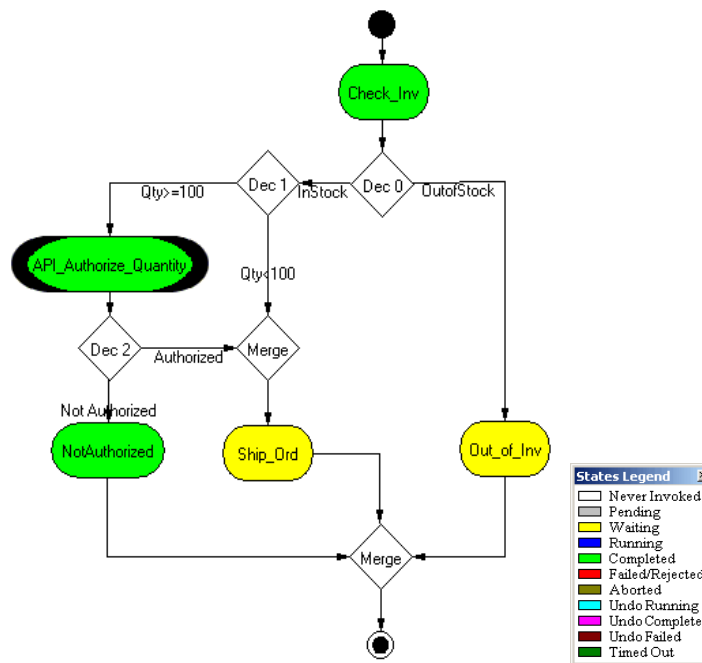 Check_Inv
Dec 1
Dec 0
Qty>=100
InStock
OutofStock
API_Authorize_Quantity
Qty<100
Dec 2
Authorized
Merge
Not Authorized
NotAuthorized
Ship_Ord
Out_of_Inv
Merge
States Legend
Never Invoked
Pending
Waiting
Running
Completed
Failed/Rejected
Aborted
Undo Running
Undo Complete
Undo Failed
Timed Out